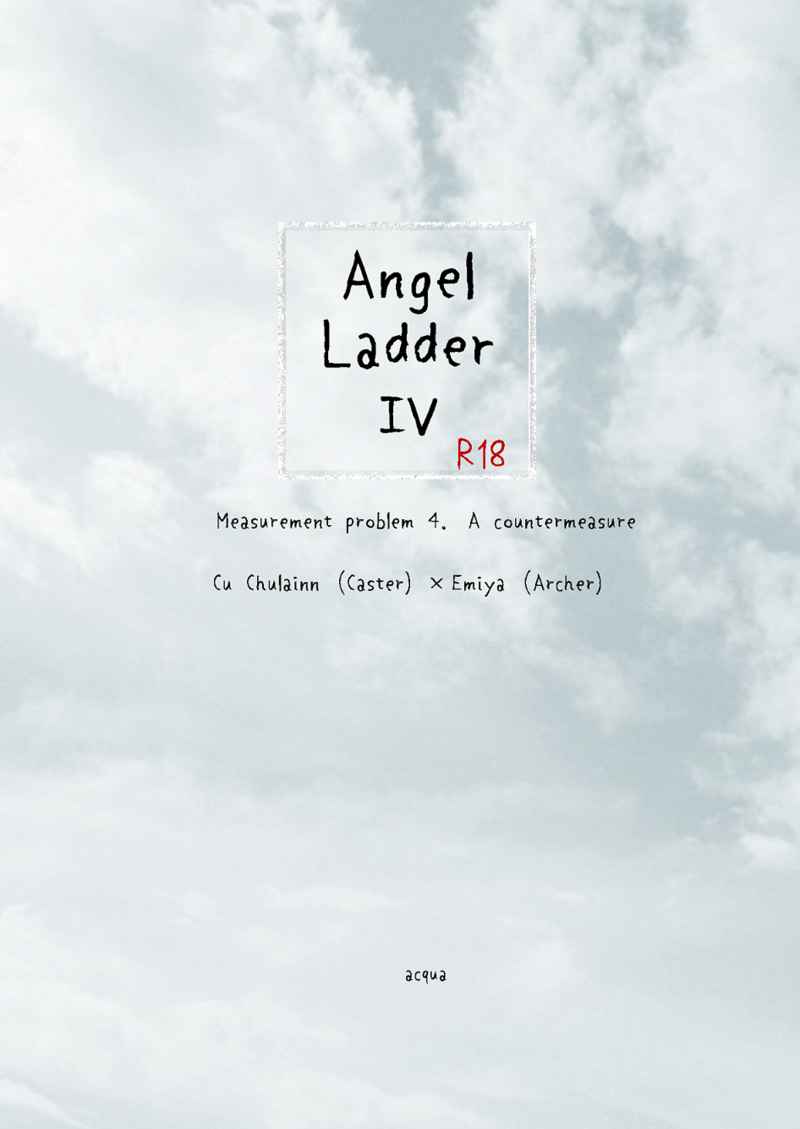 Angel
Ladder
IV
R18
Measurement problem 4. A countermeasure
Cu Chulainn (Caster) × Emiya (Archer)
acqua